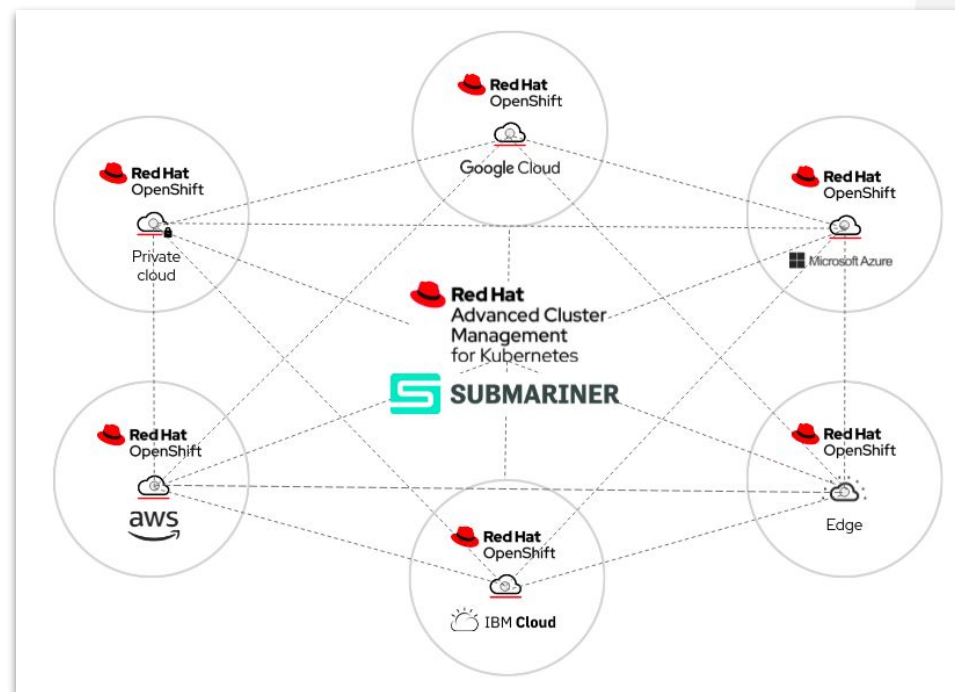 Red Hat
OpenShift
Google Cloud
Red Hat
OpenShift
Private
cloud
Red Hat
OpenShift
Microsoft Azure
Red Hat
Advanced Cluster
Management
for Kubernetes
SUBMARINER
Red Hat
OpenShift
aws
Red Hat
OpenShift
Edge
Red Hat
OpenShift
IBM Cloud